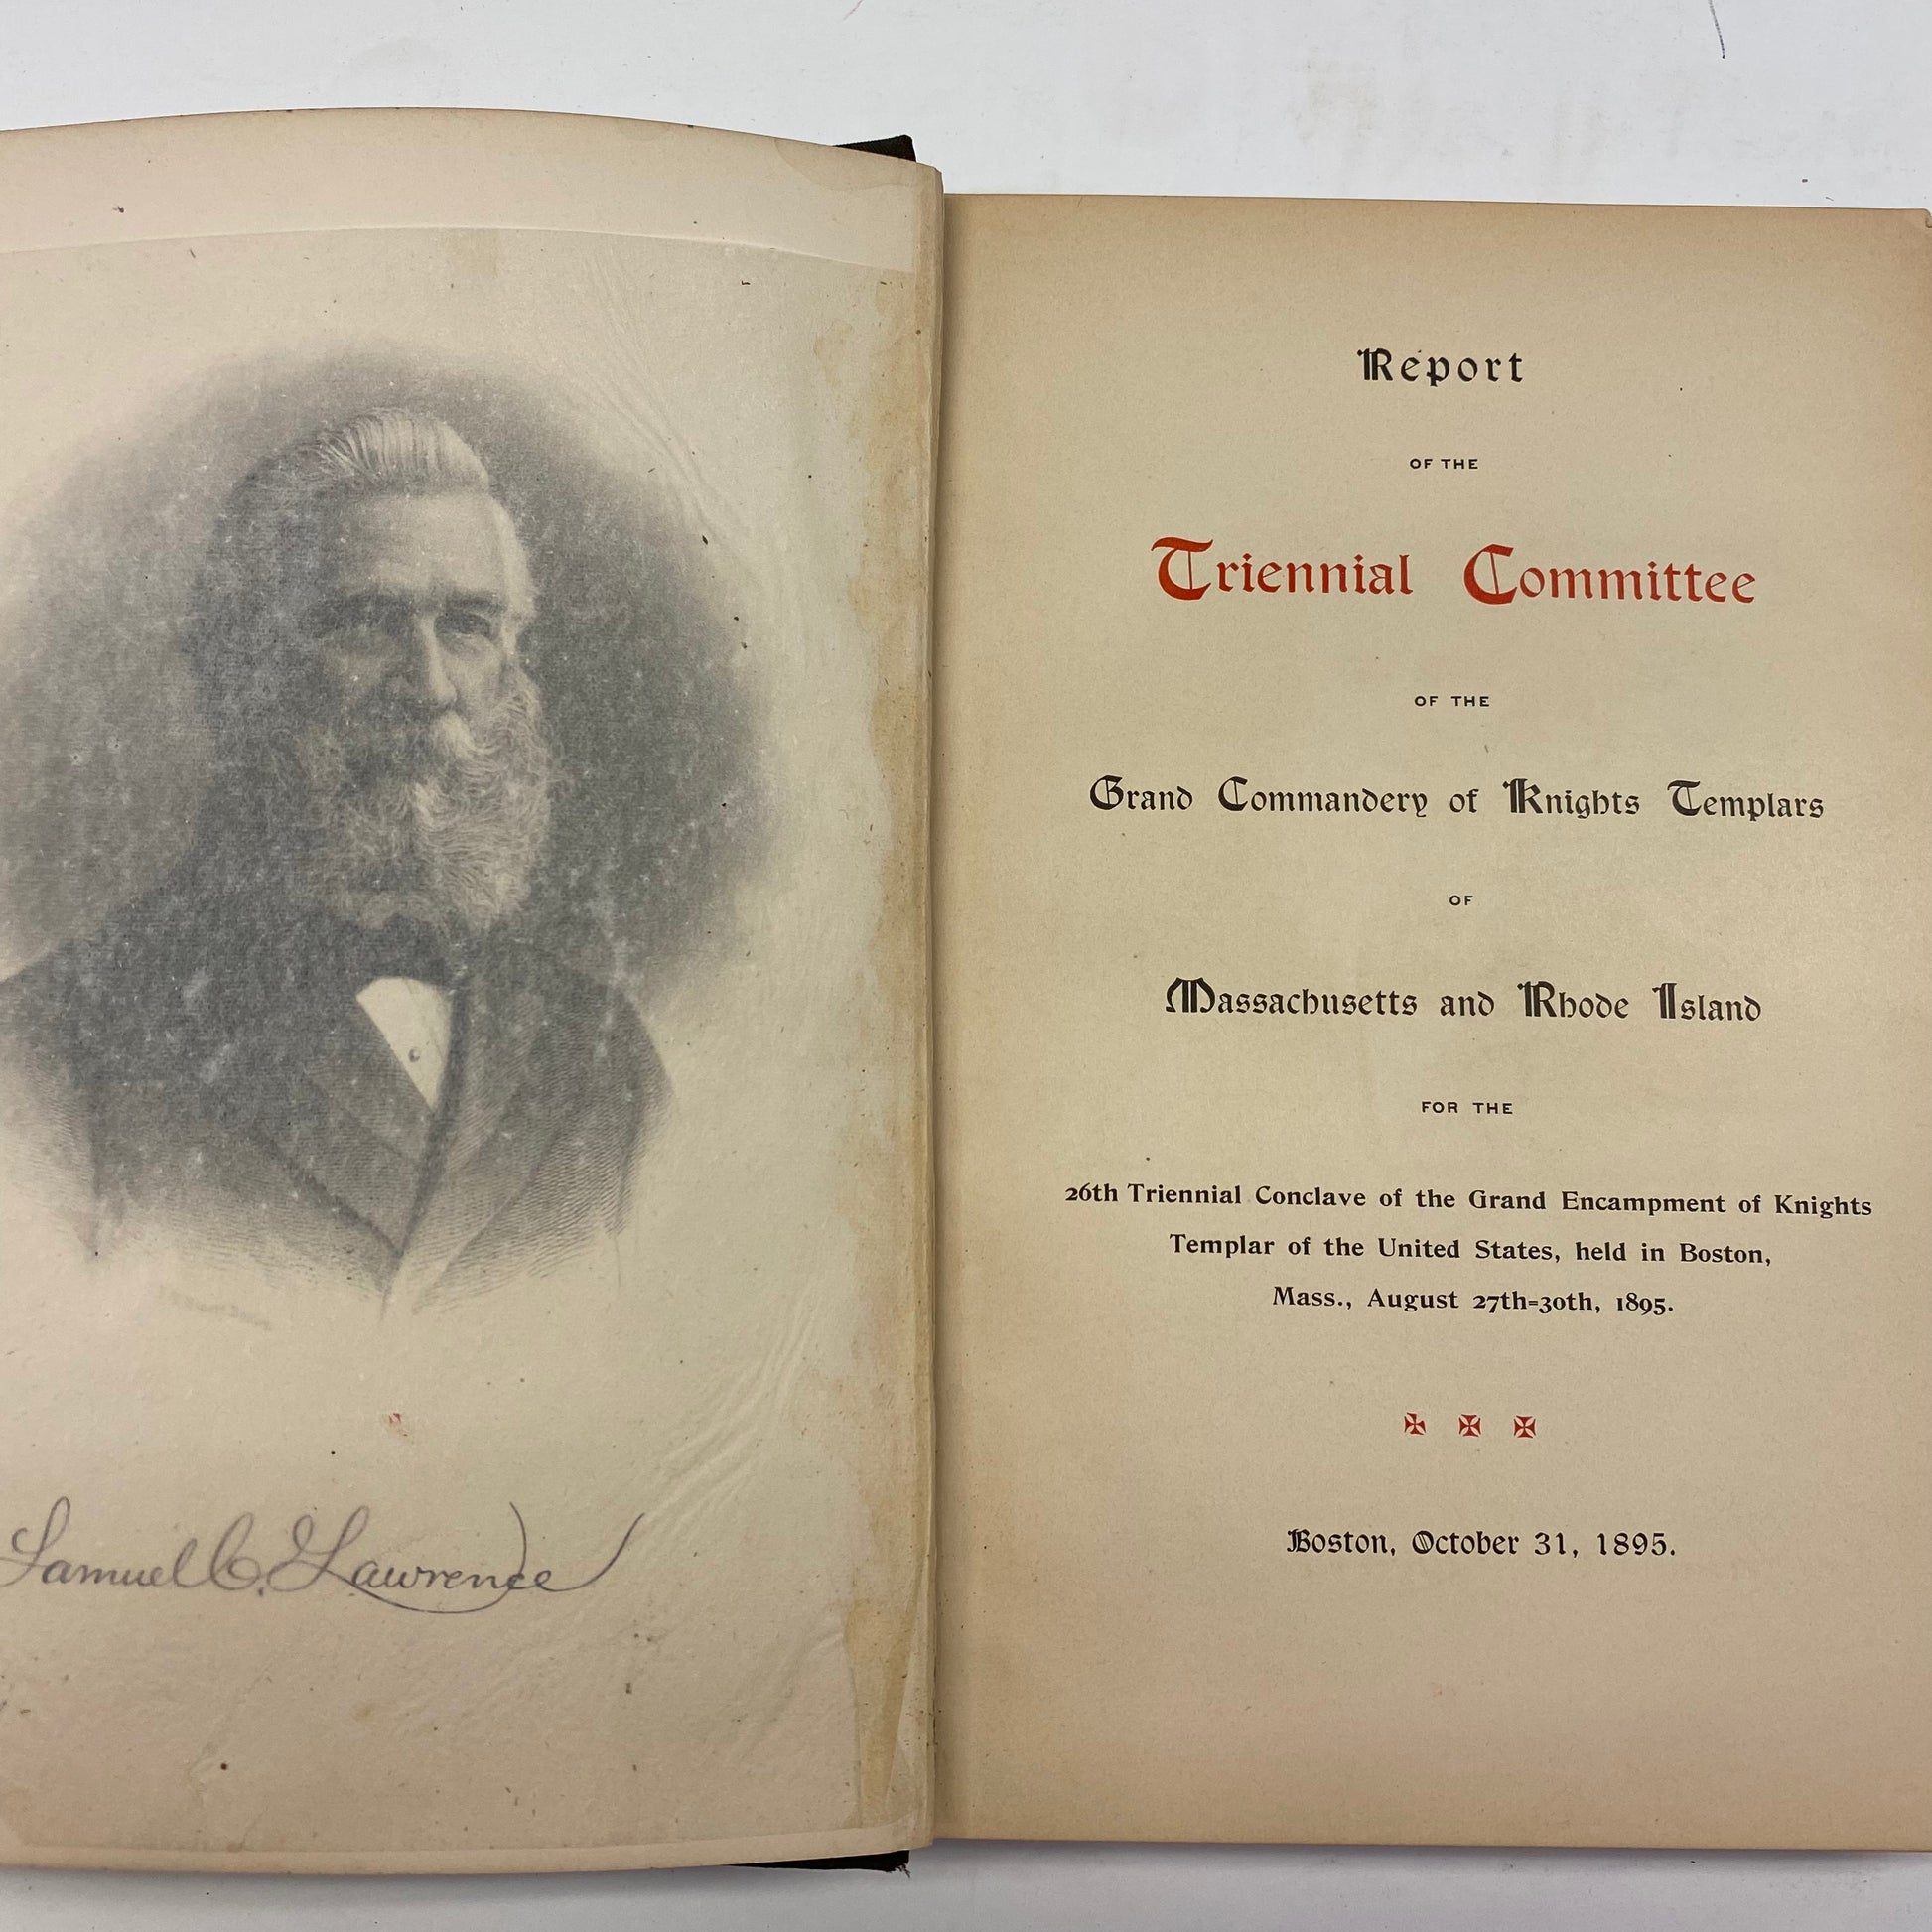 Samuel C. Lawrence
Report
OF THE
Triennial Committee
OF THE
Grand Commandery of Knights Templars
OF
Massachusetts and Rhode Island
FOR THE
26th Triennial Conclave of the Grand Encampment of Knights
Templar of the United States, held in Boston,
Mass., August 27th=30th, 1895.
Boston, October 31, 1895.